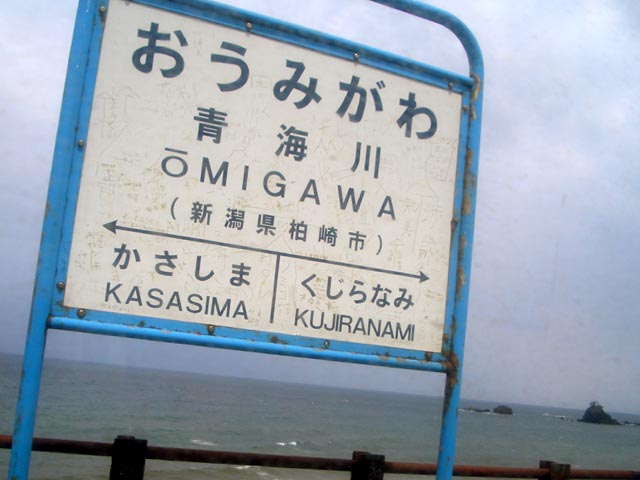 おうみがわ
青海川
ŌMIGAWA
(新潟県柏崎市)
かさしま くじらなみ
KASASIMA KUJIRANAMI